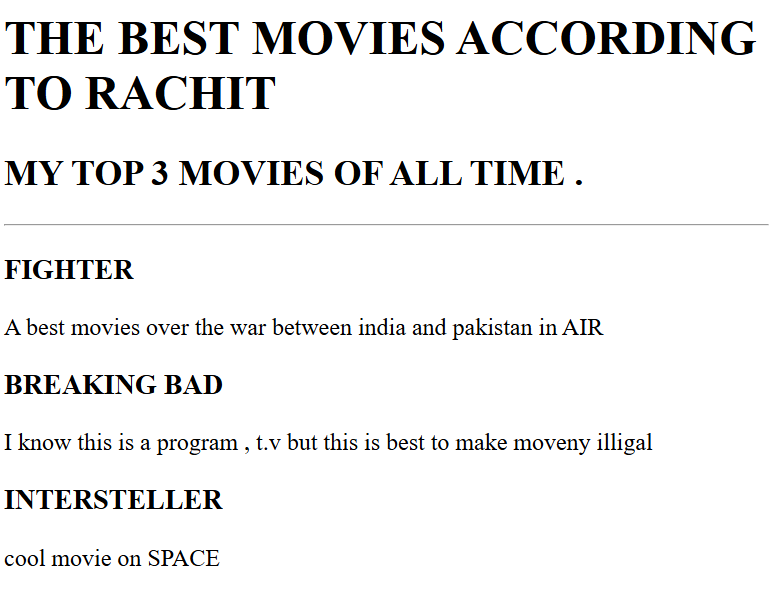 THE BEST MOVIES ACCORDING
TO RACHIT
MY TOP 3 MOVIES OF ALL TIME .
FIGHTER
A best movies over the war between india and pakistan in AIR
BREAKING BAD
I know this is a program , t.v but this is best to make moveny illigal
INTERSTELLER
cool movie on SPACE